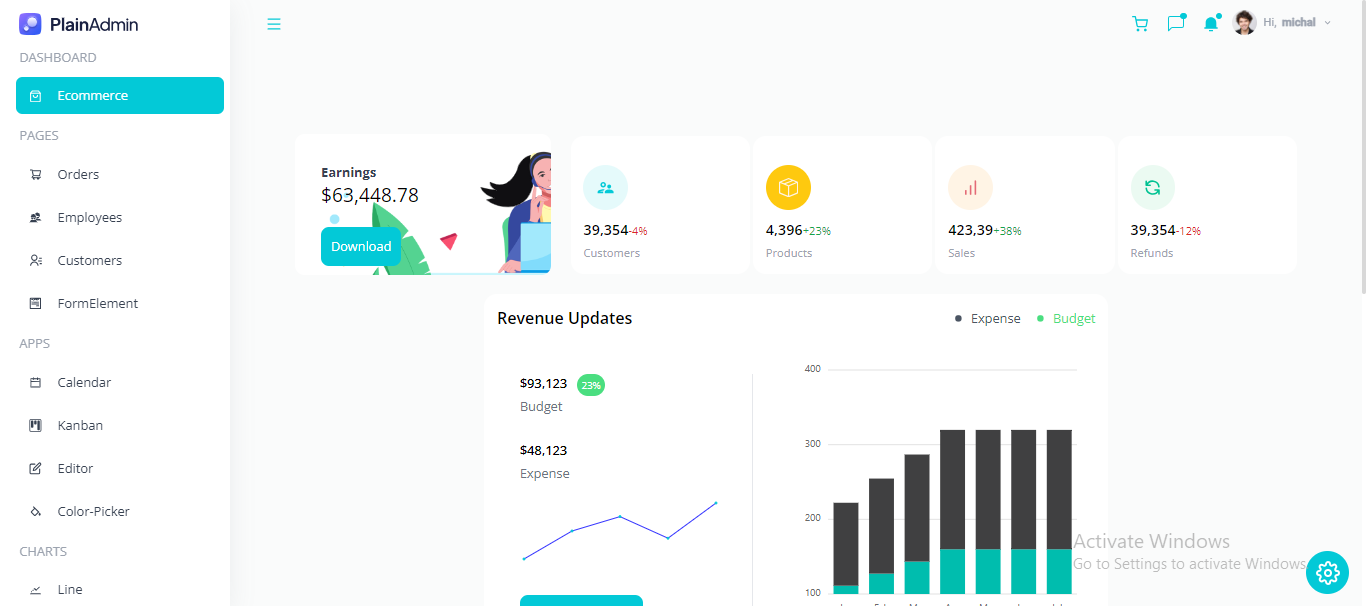 PlainAdmin
DASHBOARD
Ecommerce
PAGES
Orders
Employees
Customers
FormElement
APPS
Calendar
Kanban
Editor
Color-Picker
CHARTS
Line
Hi, michal
Earnings
$63,448.78
Download
39,354-4%
Customers
4,396+23%
Products
423,39+38%
Sales
39,354-12%
Refunds
Revenue Updates
Expense
Budget
$93,123 23%
Budget
$48,123
Expense
400
300
200
100
Activate Windows
Go to Settings to activate Windows